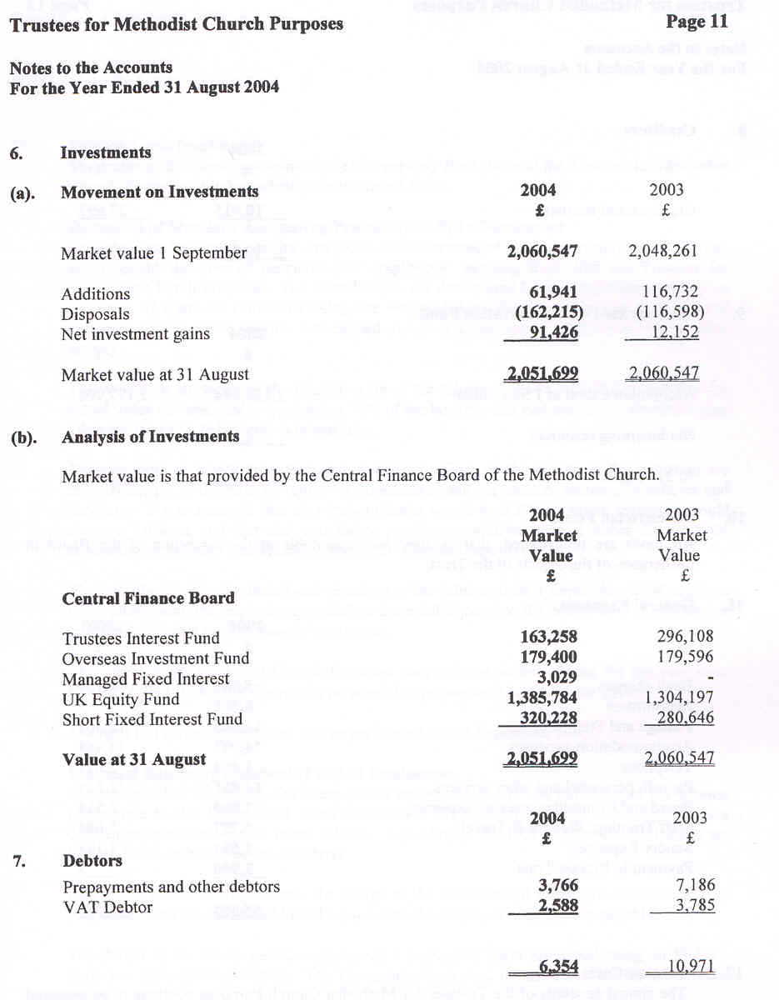 Trustees for Methodist Church Purposes Page 11
Notes to the Accounts
For the Year Ended 31 August 2004
6. Investments
(a). Movement on Investments 2004 2003
£ £
Market value 1 September 2,060,547 2,048,261
Additions 61,941 116,732
Disposals (162,215) (116,598)
Net investment gains 91,426 12,152
Market value at 31 August 2,051,699 2,060,547
(b). Analysis of Investments
Market value is that provided by the Central Finance Board of the Methodist Church.
2004 2003
Market Market
Value Value
£ £
Central Finance Board
Trustees Interest Fund 163,258 296,108
Overseas Investment Fund 179,400 179,596
Managed Fixed Interest 3,029 -
UK Equity Fund 1,385,784 1,304,197
Short Fixed Interest Fund 320,228 280,646
Value at 31 August 2,051,699 2,060,547
2004 2003
£ £
7. Debtors
Prepayments and other debtors 3,766 7,186
VAT Debtor 2,588 3,785
6,354 10,971